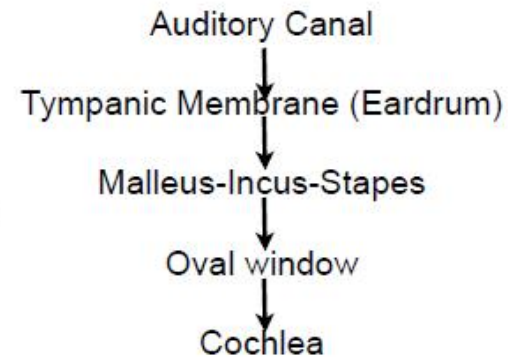 Auditory Canal
Tympanic Membrane (Eardrum)
Malleus-Incus-Stapes
Oval window
Cochlea